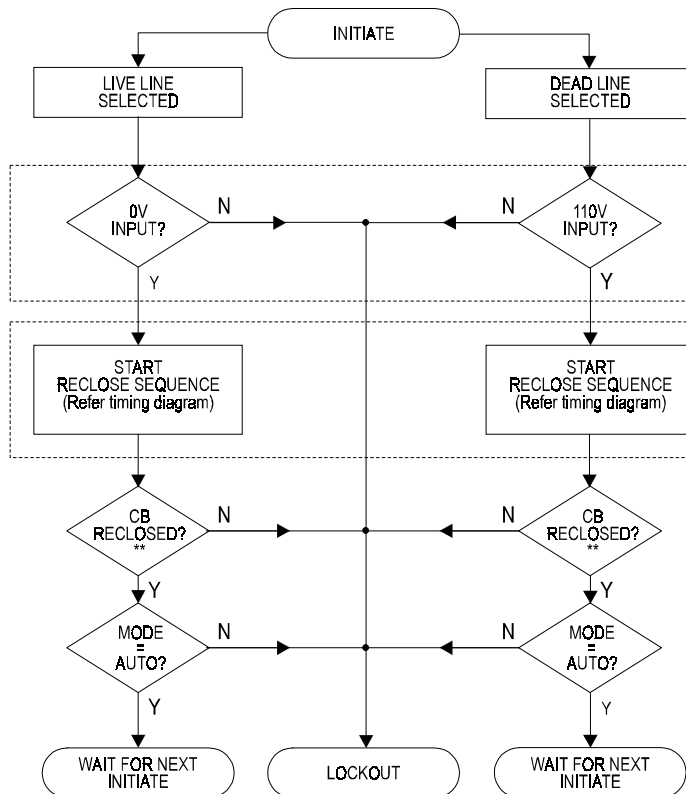 INITIATE
LIVE LINE
SELECTED
DEAD LINE
SELECTED
0V
INPUT?
N
N
110V
INPUT?
Y
Y
START
RECLOSE SEQUENCE
(Refer timing diagram)
START
RECLOSE SEQUENCE
(Refer timing diagram)
CB
RECLOSED?
**
N
N
CB
RECLOSED?
**
Y
Y
MODE
=
AUTO?
N
N
MODE
=
AUTO?
Y
Y
WAIT FOR NEXT
INITIATE
LOCKOUT
WAIT FOR NEXT
INITIATE